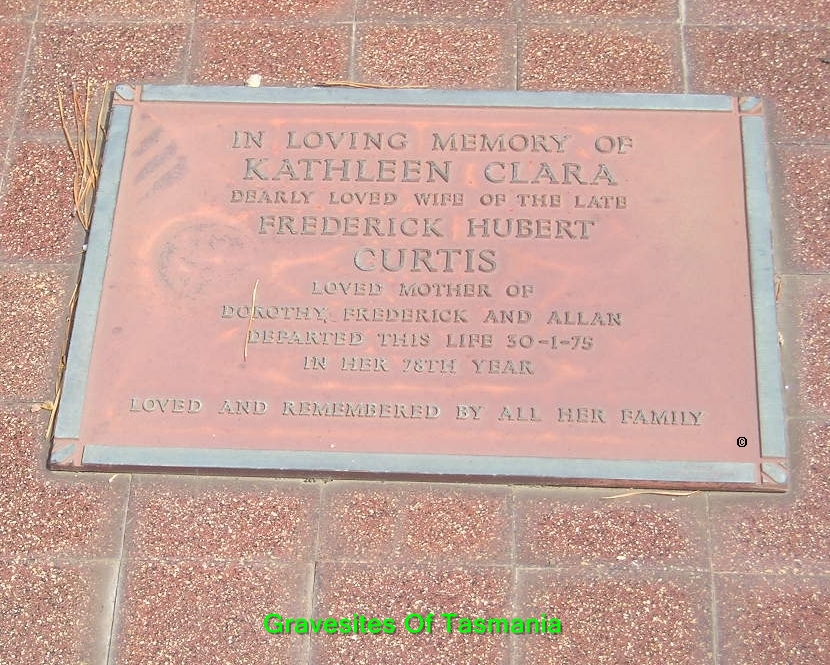 IN LOVING MEMORY OF
KATHLEEN CLARA
DEARLY LOVED WIFE OF THE LATE
FREDERICK HUBERT
CURTIS
LOVED MOTHER OF
DOROTHY, FREDERICK AND ALLAN
DEPARTED THIS LIFE 30-1-75
IN HER 78TH YEAR
LOVED AND REMEMBERED BY ALL HER FAMILY
©
Gravesites Of Tasmania